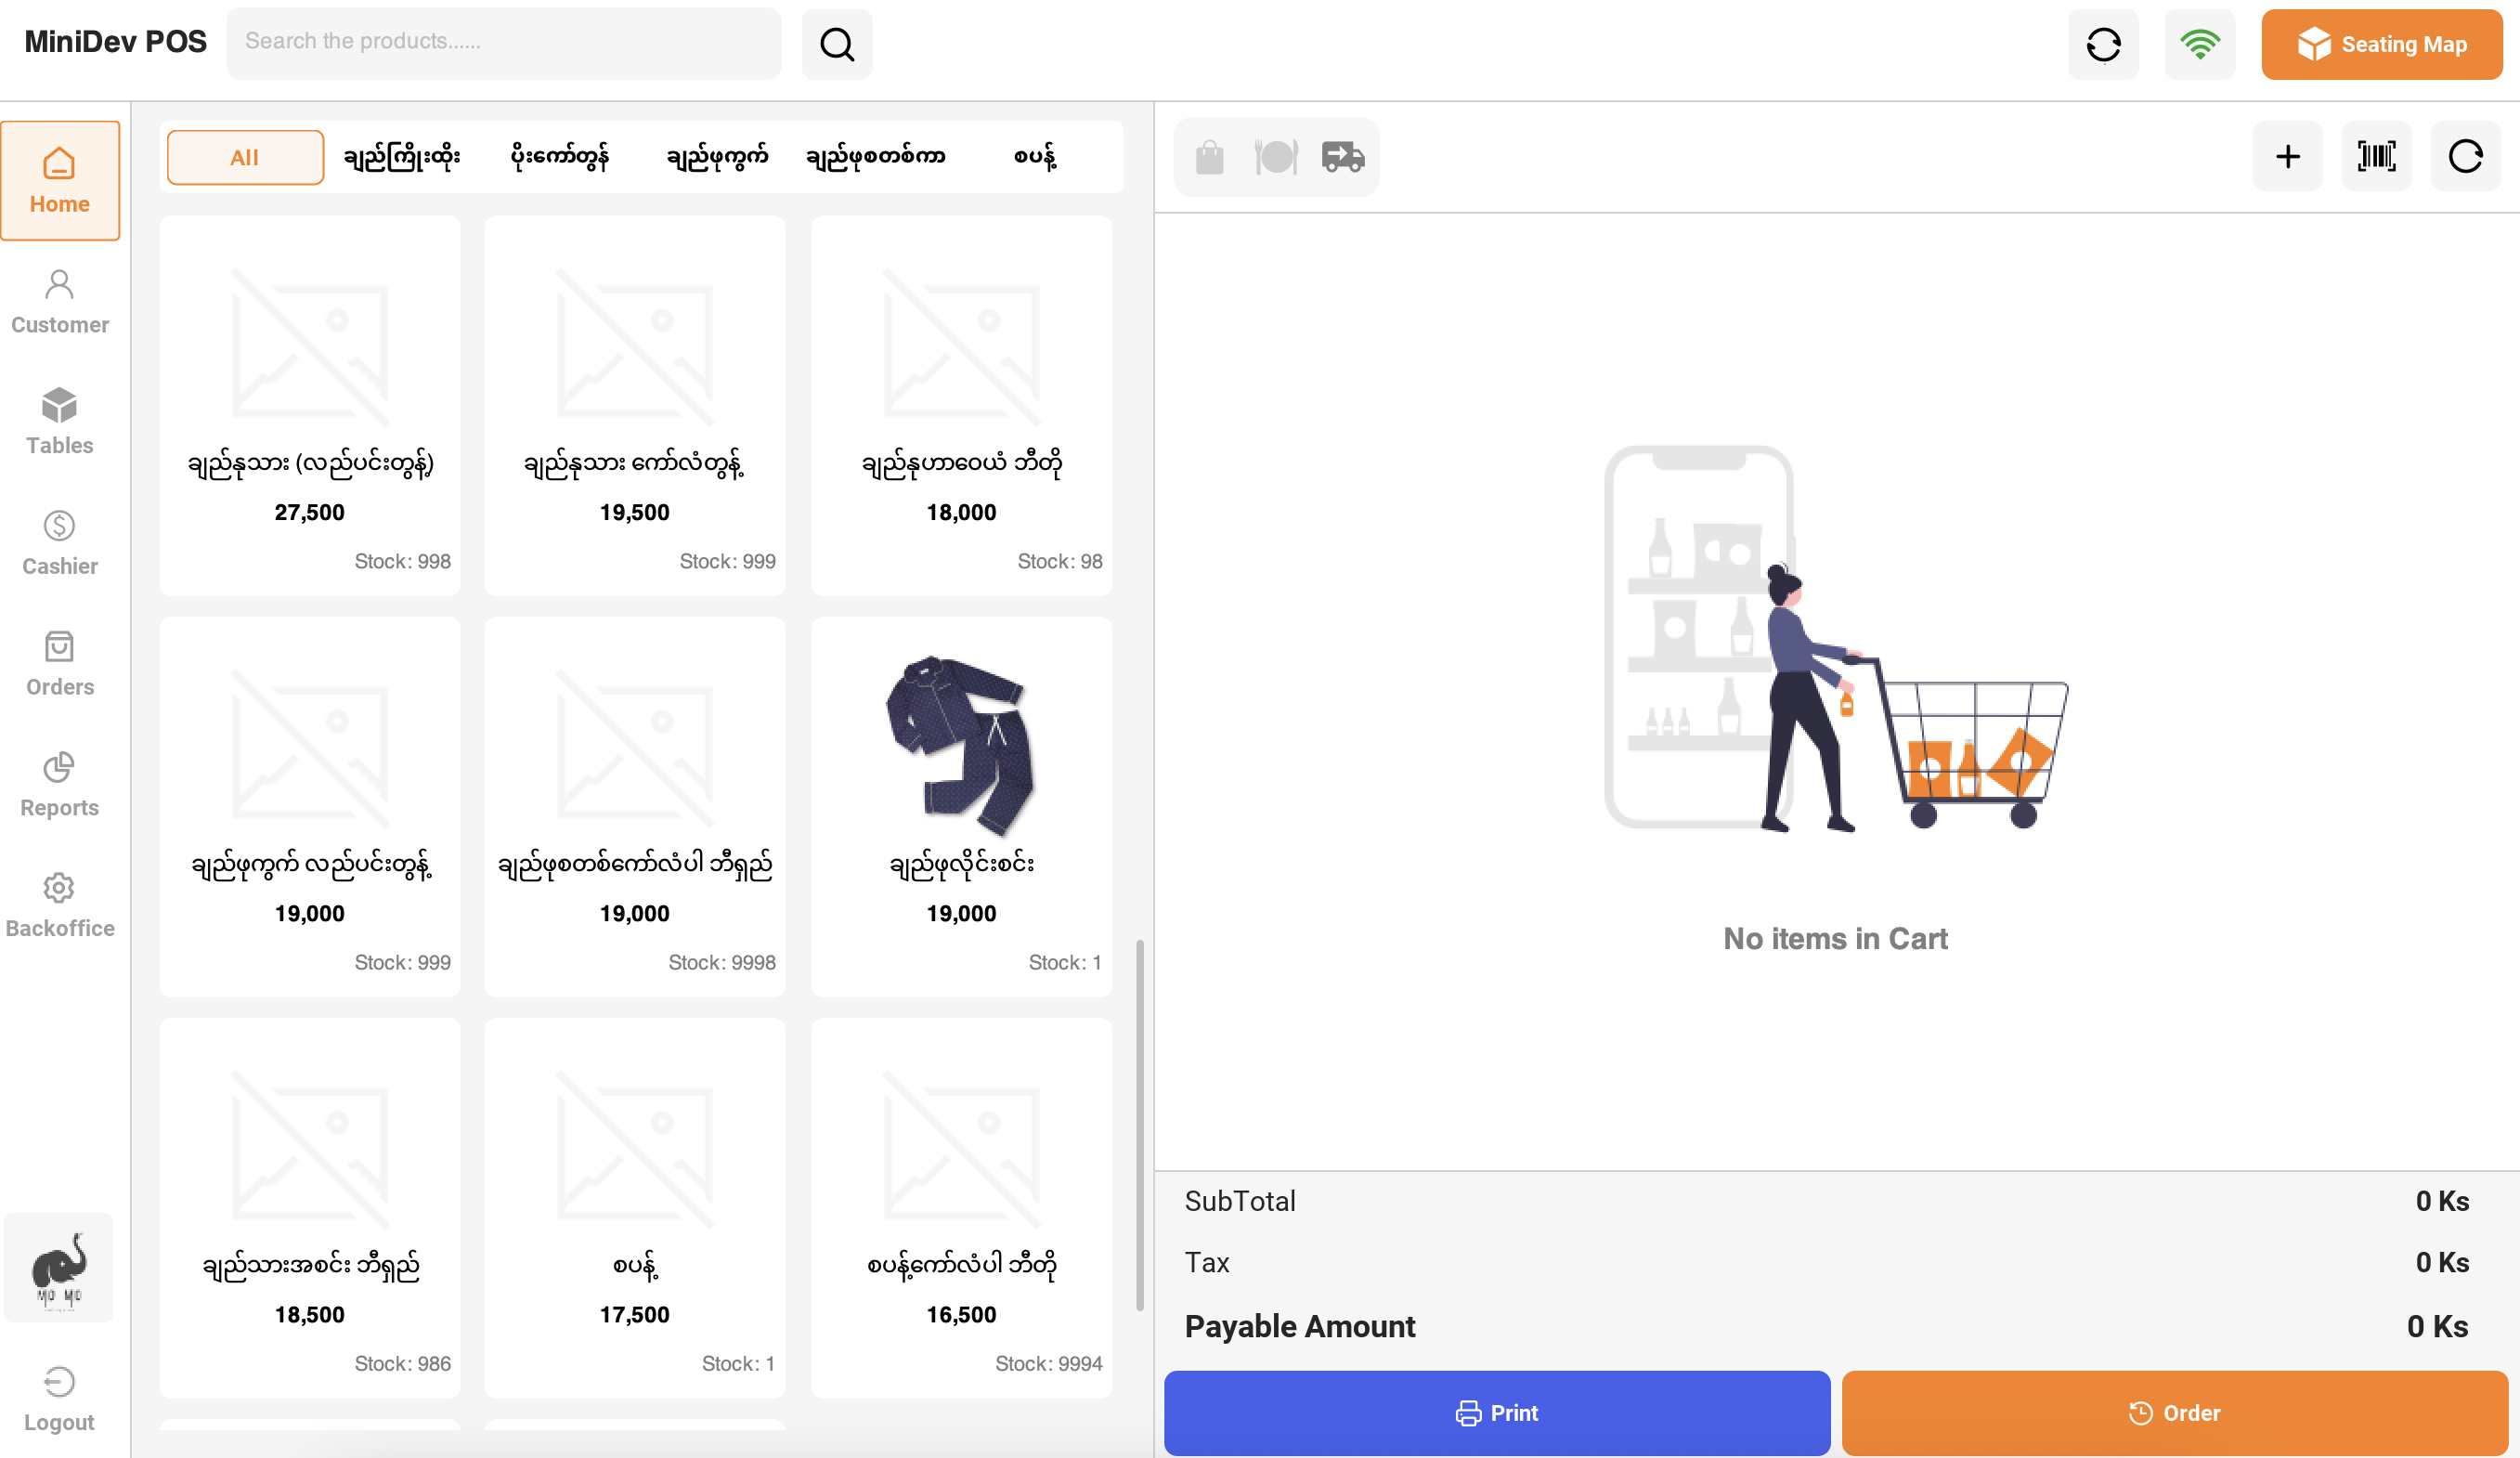 MiniDev POS
Search the products......
Seating Map
Home
Customer
Tables
Cashier
Orders
Reports
Backoffice
Logout
All ချည်ကြိုးထိုး ပိုးကော်တွန် ချည်ဖုကွက် ချည်ဖုစတစ်ကာ စပန့်
ချည်နုသား (လည်ပင်းတွန့်)
27,500
Stock: 998
ချည်နုသား ကော်လံတွန့်
19,500
Stock: 999
ချည်နုဟာဝေယံ ဘီတို
18,000
Stock: 98
ချည်ဖုကွက် လည်ပင်းတွန့်
19,000
Stock: 999
ချည်ဖုစတစ်ကော်လံပါ ဘီရှည်
19,000
Stock: 9998
ချည်ဖုလိုင်းစင်း
19,000
Stock: 1
ချည်သားအစင်း ဘီရှည်
18,500
Stock: 986
စပန့်
17,500
Stock: 1
စပန့်ကော်လံပါ ဘီတို
16,500
Stock: 9994
No items in Cart
SubTotal 0 Ks
Tax 0 Ks
Payable Amount 0 Ks
Print
Order